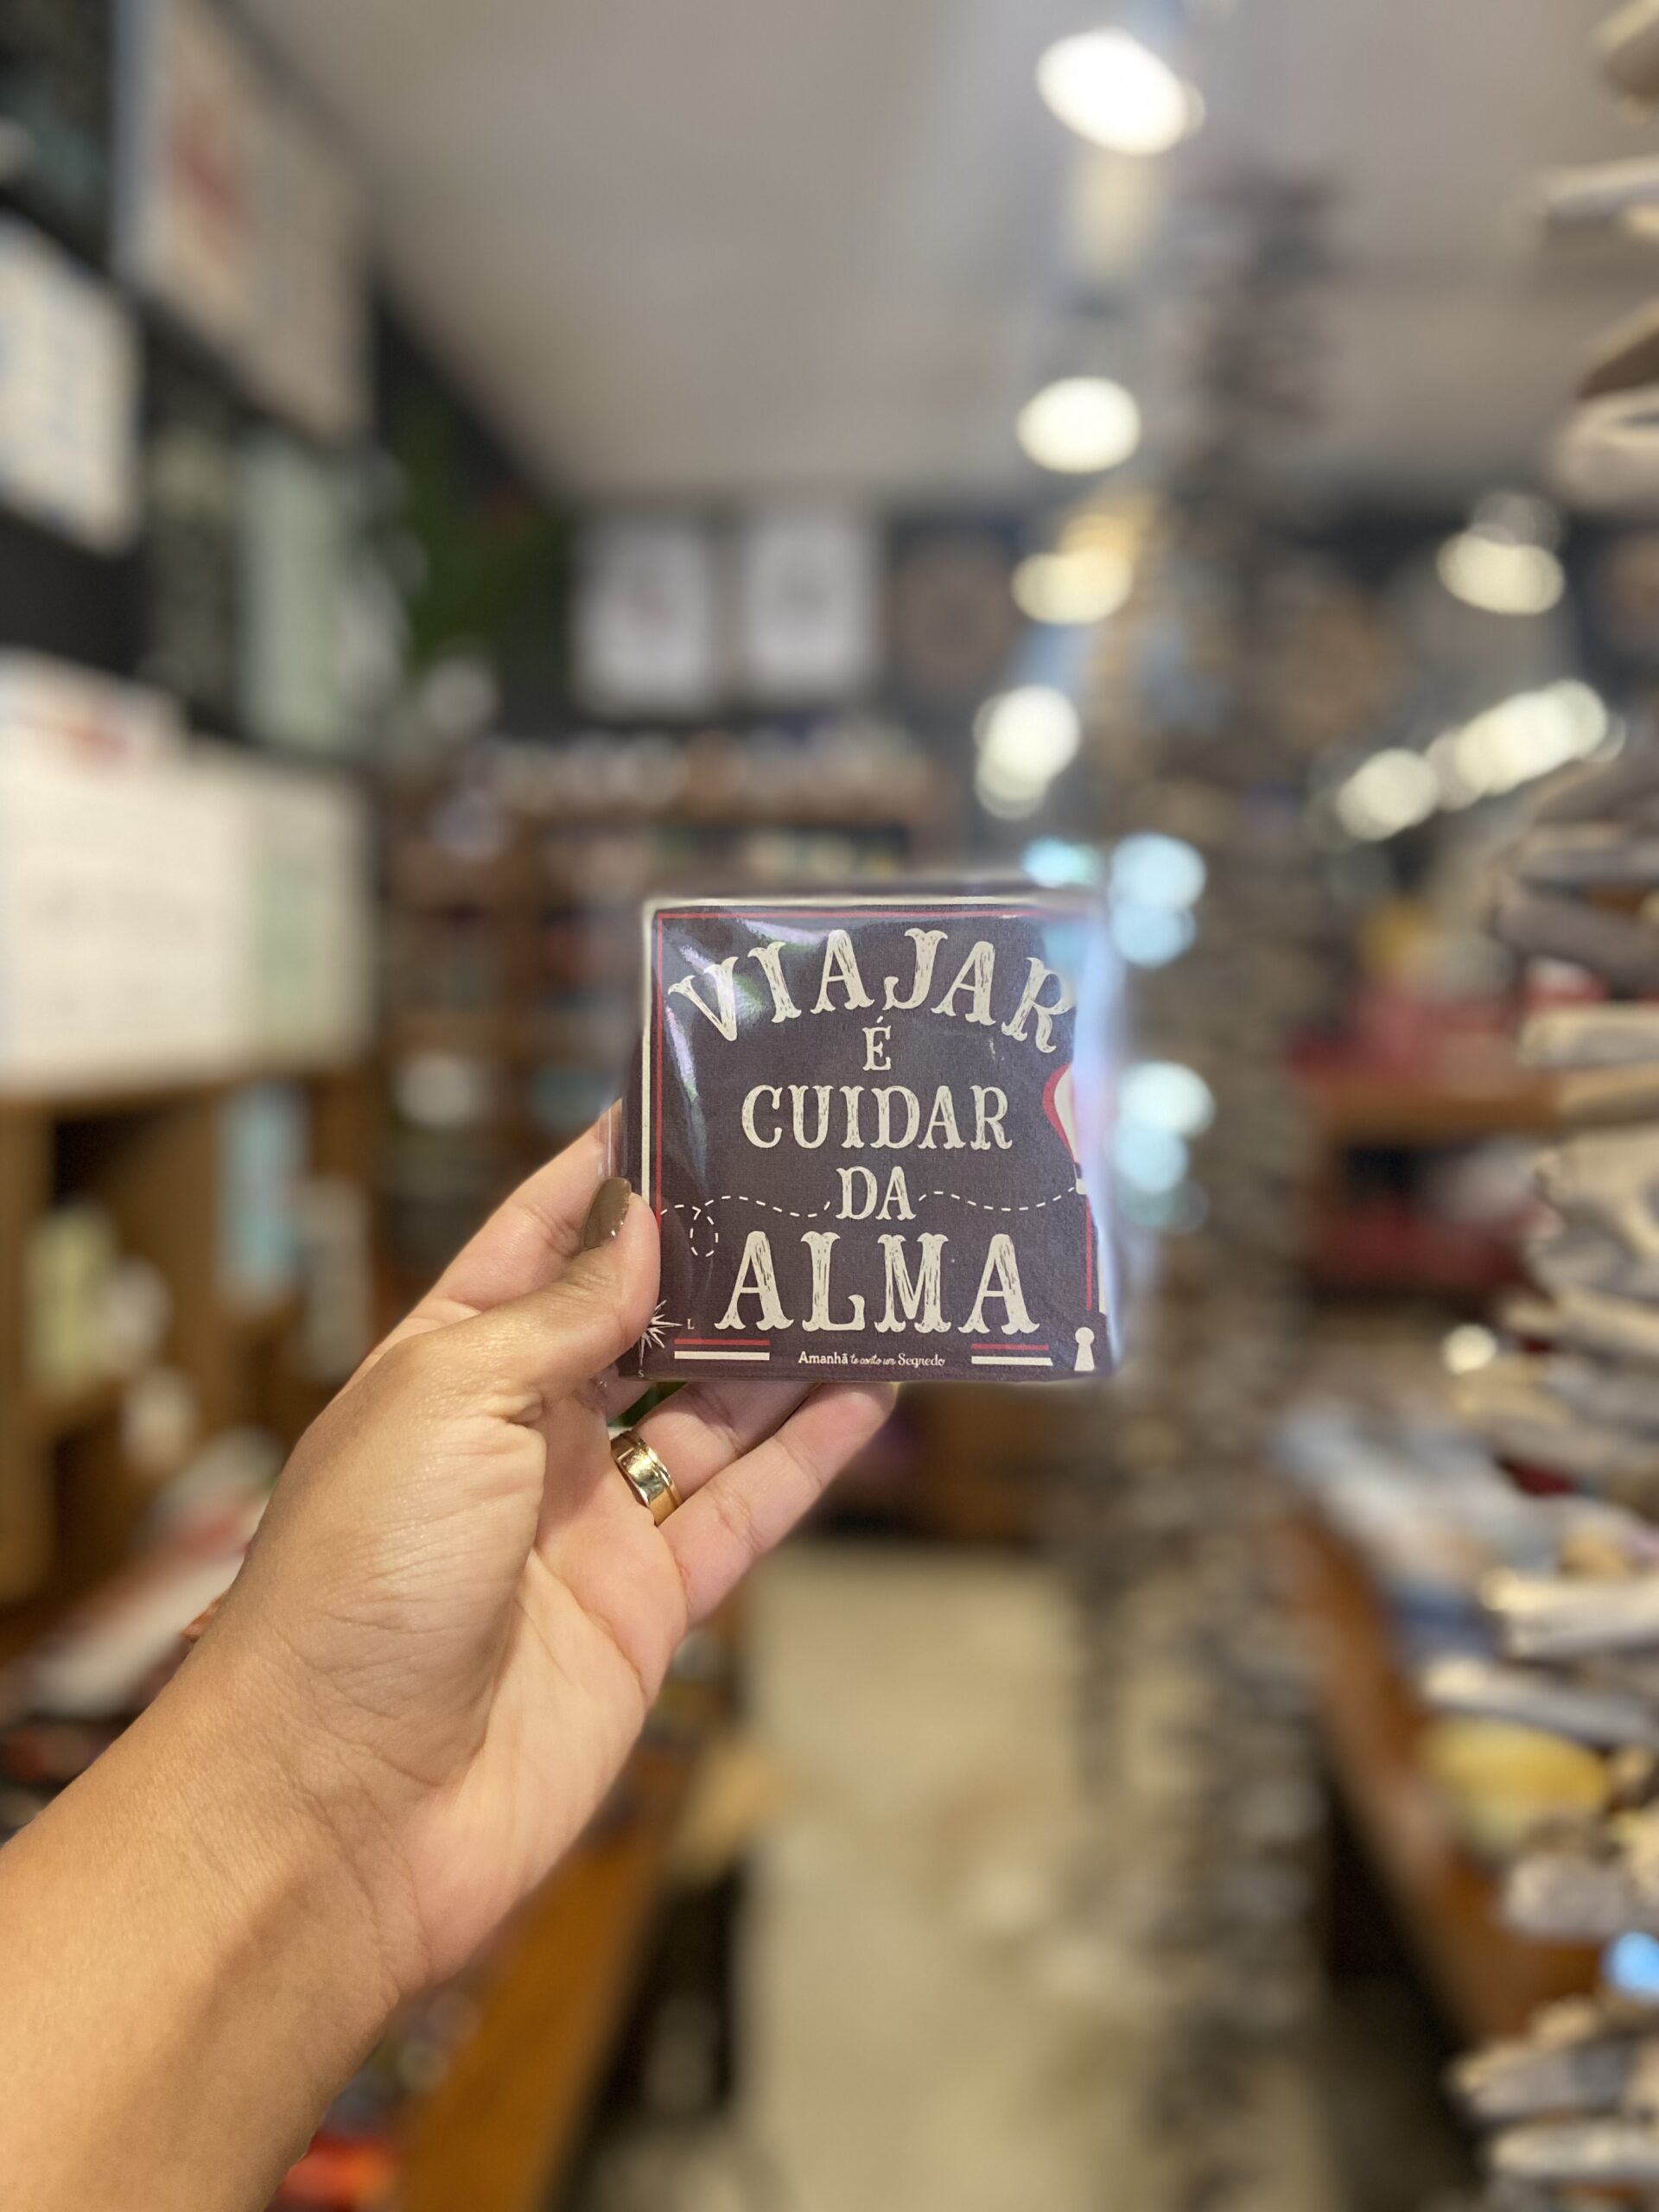 VIAJAR
É
CUIDAR
DA
ALMA
Amanhã te conto um Segredo